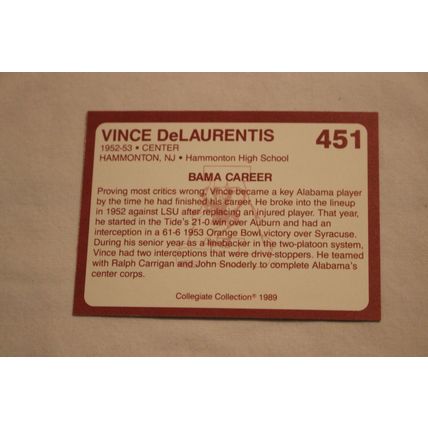 VINCE DeLAURENTIS 451
1952-53 • CENTER
HAMMONTON, NJ • Hammonton High School
BAMA CAREER
Proving most critics wrong, Vince became a key Alabama player
by the time he had finished his career. He broke into the lineup
in 1952 against LSU after replacing an injured player. That year,
he started in the Tide's 21-0 win over Auburn and had an
interception in a 61-6 1953 Orange Bowl victory over Syracuse.
During his senior year as a linebacker in the two-platoon system,
Vince had two interceptions that were drive-stoppers. He teamed
with Ralph Carrigan and John Snoderly to complete Alabama's
center corps.
Collegiate Collection® 1989